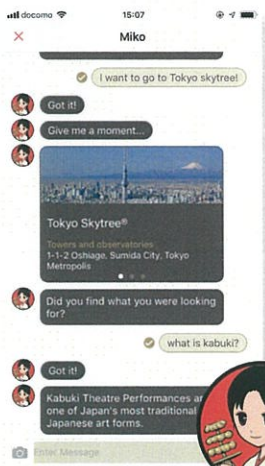 docomo 15:07
Miko
I want to go to Tokyo skytree!
Got it!
Give me a moment...
Tokyo Skytree®
Towers and observatories
1-1-2 Oshiage, Sumida City, Tokyo
Metropolis
Did you find what you were looking
for?
what is kabuki?
Got it!
Kabuki Theatre Performances
one of Japan's most traditional
Japanese art forms.
Enter Message